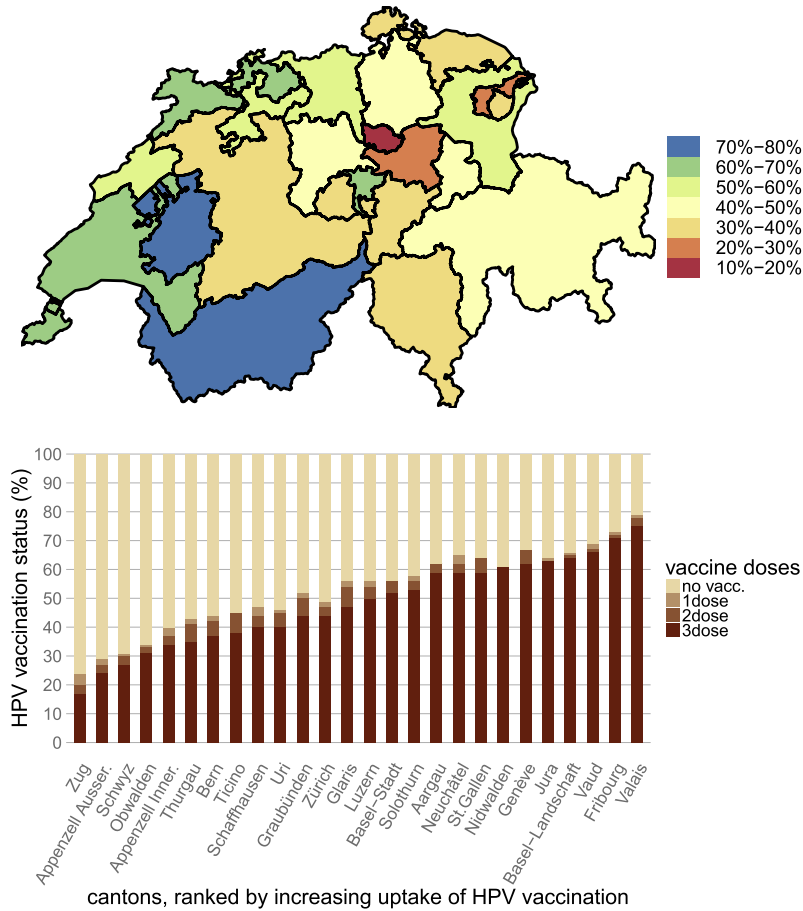 70%−80%
60%−70%
50%−60%
40%−50%
30%−40%
20%−30%
10%−20%
HPV vaccination status (%)
100
90
80
70
60
50
40
30
20
10
0
vaccine doses
no vacc.
1dose
2dose
3dose
Zug
Appenzell Ausser.
Schwyz
Obwalden
Appenzell Inner.
Thurgau
Bern
Ticino
Schaffhausen
Uri
Graubünden
Zürich
Glaris
Luzern
Basel−Stadt
Solothurn
Aargau
Neuchâtel
St.Gallen
Nidwalden
Genève
Jura
Basel−Landschaft
Vaud
Fribourg
Valais
cantons, ranked by increasing uptake of HPV vaccination